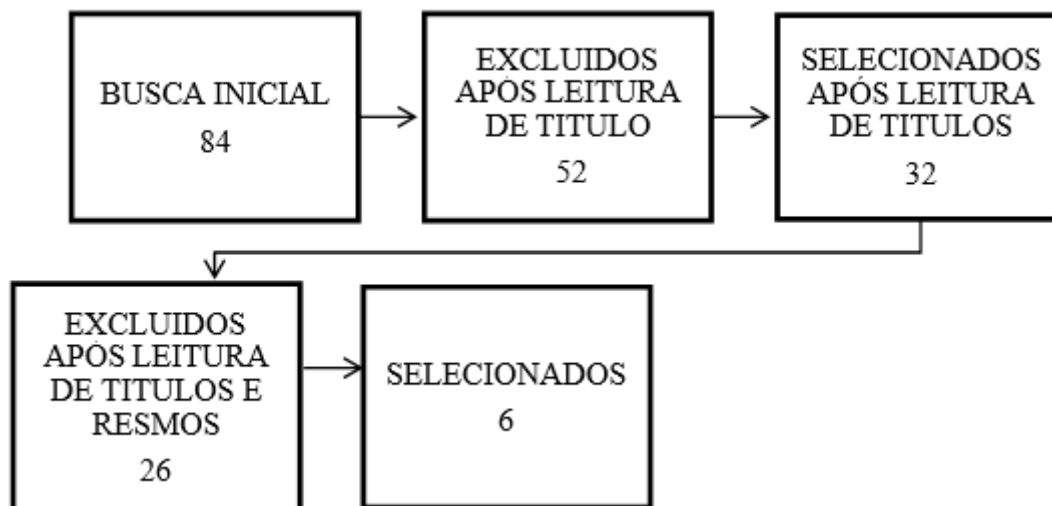 BUSCA INICIAL
84
EXCLUIDOS
APÓS LEITURA
DE TITULO
52
SELECIONADOS
APÓS LEITURA
DE TITULOS
32
EXCLUIDOS
APÓS LEITURA
DE TITULOS E
RESMOS
26
SELECIONADOS
6